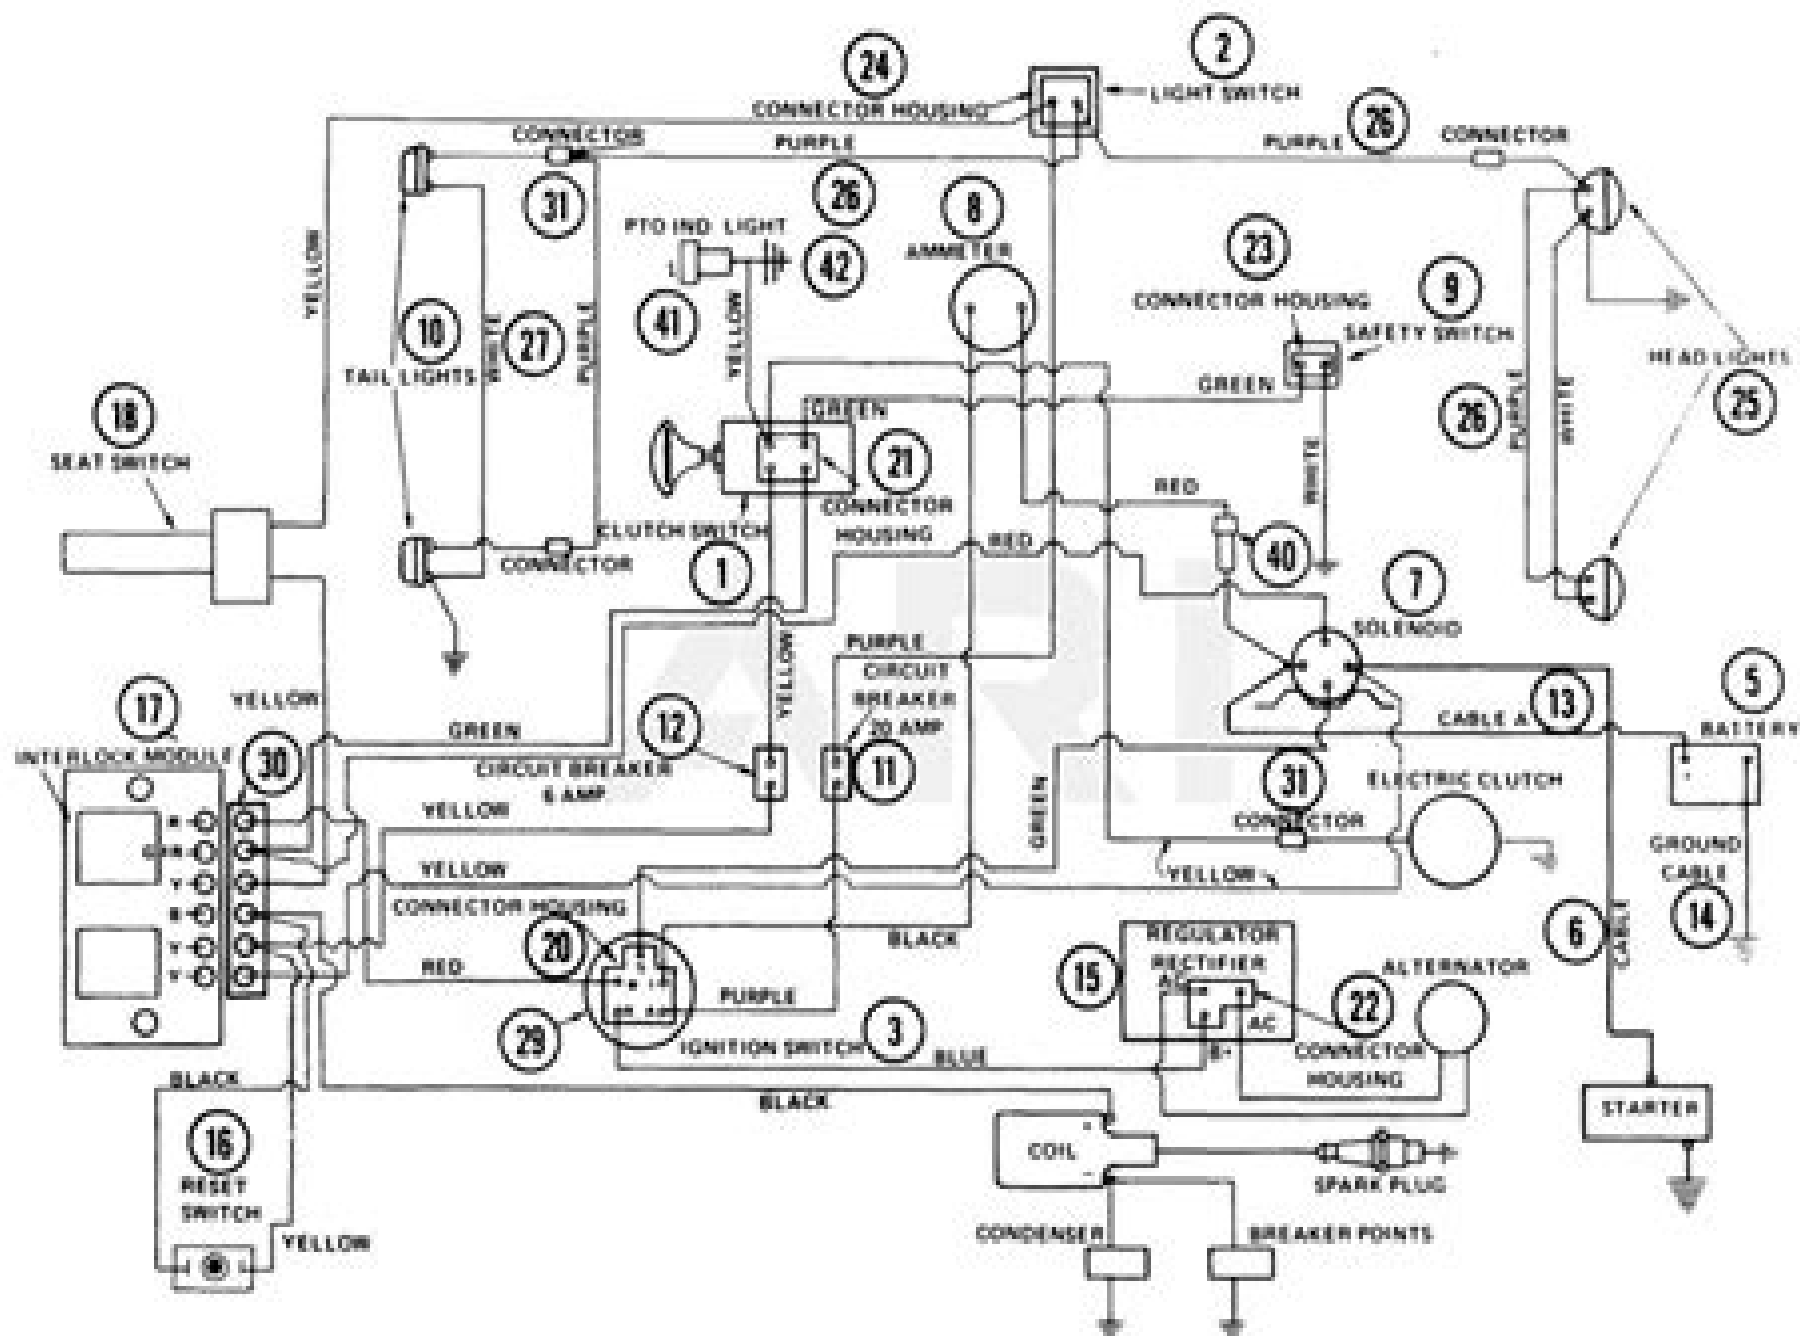 24
2
CONNECTOR HOUSING
LIGHT SWITCH
26
CONNECTOR
PURPLE
PURPLE
CONNECTOR
31
26
8
PTO IND LIGHT
42
AMMETER
23
YELLOW
41
YELLOW
CONNECTOR HOUSING
9
SAFETY SWITCH
10
WHITE
27
PURPLE
TAIL LIGHTS
HEAD LIGHTS
25
GREEN
GREEN
18
SEAT SWITCH
21
26
PURPLE
WHITE
WHITE
RED
CONNECTOR
HOUSING
CLUTCH SWITCH
RED
CONNECTOR
1
40
7
SOLENOID
ARI
PURPLE
YELLOW
CIRCUIT
BREAKER
20 AMP
5
BATTERY
13
CABLE A
17
YELLOW
12
GREEN
INTERLOCK MODULE
30
CIRCUIT BREAKER
6 AMP
11
31
ELECTRIC CLUTCH
YELLOW
GREEN
CONNECTOR
R
GR
Y
B
Y
Y
GROUND
CABLE
14
YELLOW
YELLOW
CONNECTOR HOUSING
20
BLACK
6
CABLE
REGULATOR
RECTIFIER
15
RED
ALTERNATOR
PURPLE
AC
22
AC
29
IGNITION SWITCH
3
BLUE
B+
CONNECTOR
HOUSING
BLACK
BLACK
STARTER
16
RESET
SWITCH
COIL
SPARK PLUG
YELLOW
CONDENSER
BREAKER POINTS